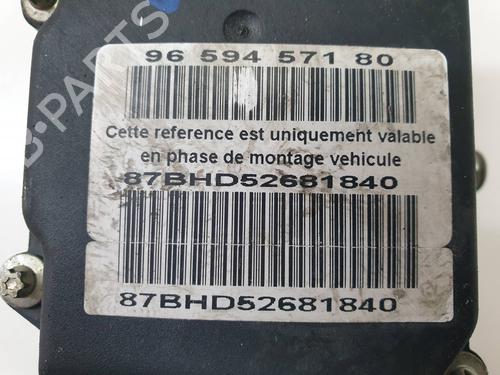 96 594 571 80
Cette reference est uniquement valable
en phase de montage vehicule
87BHD52681840
87BHD52681840